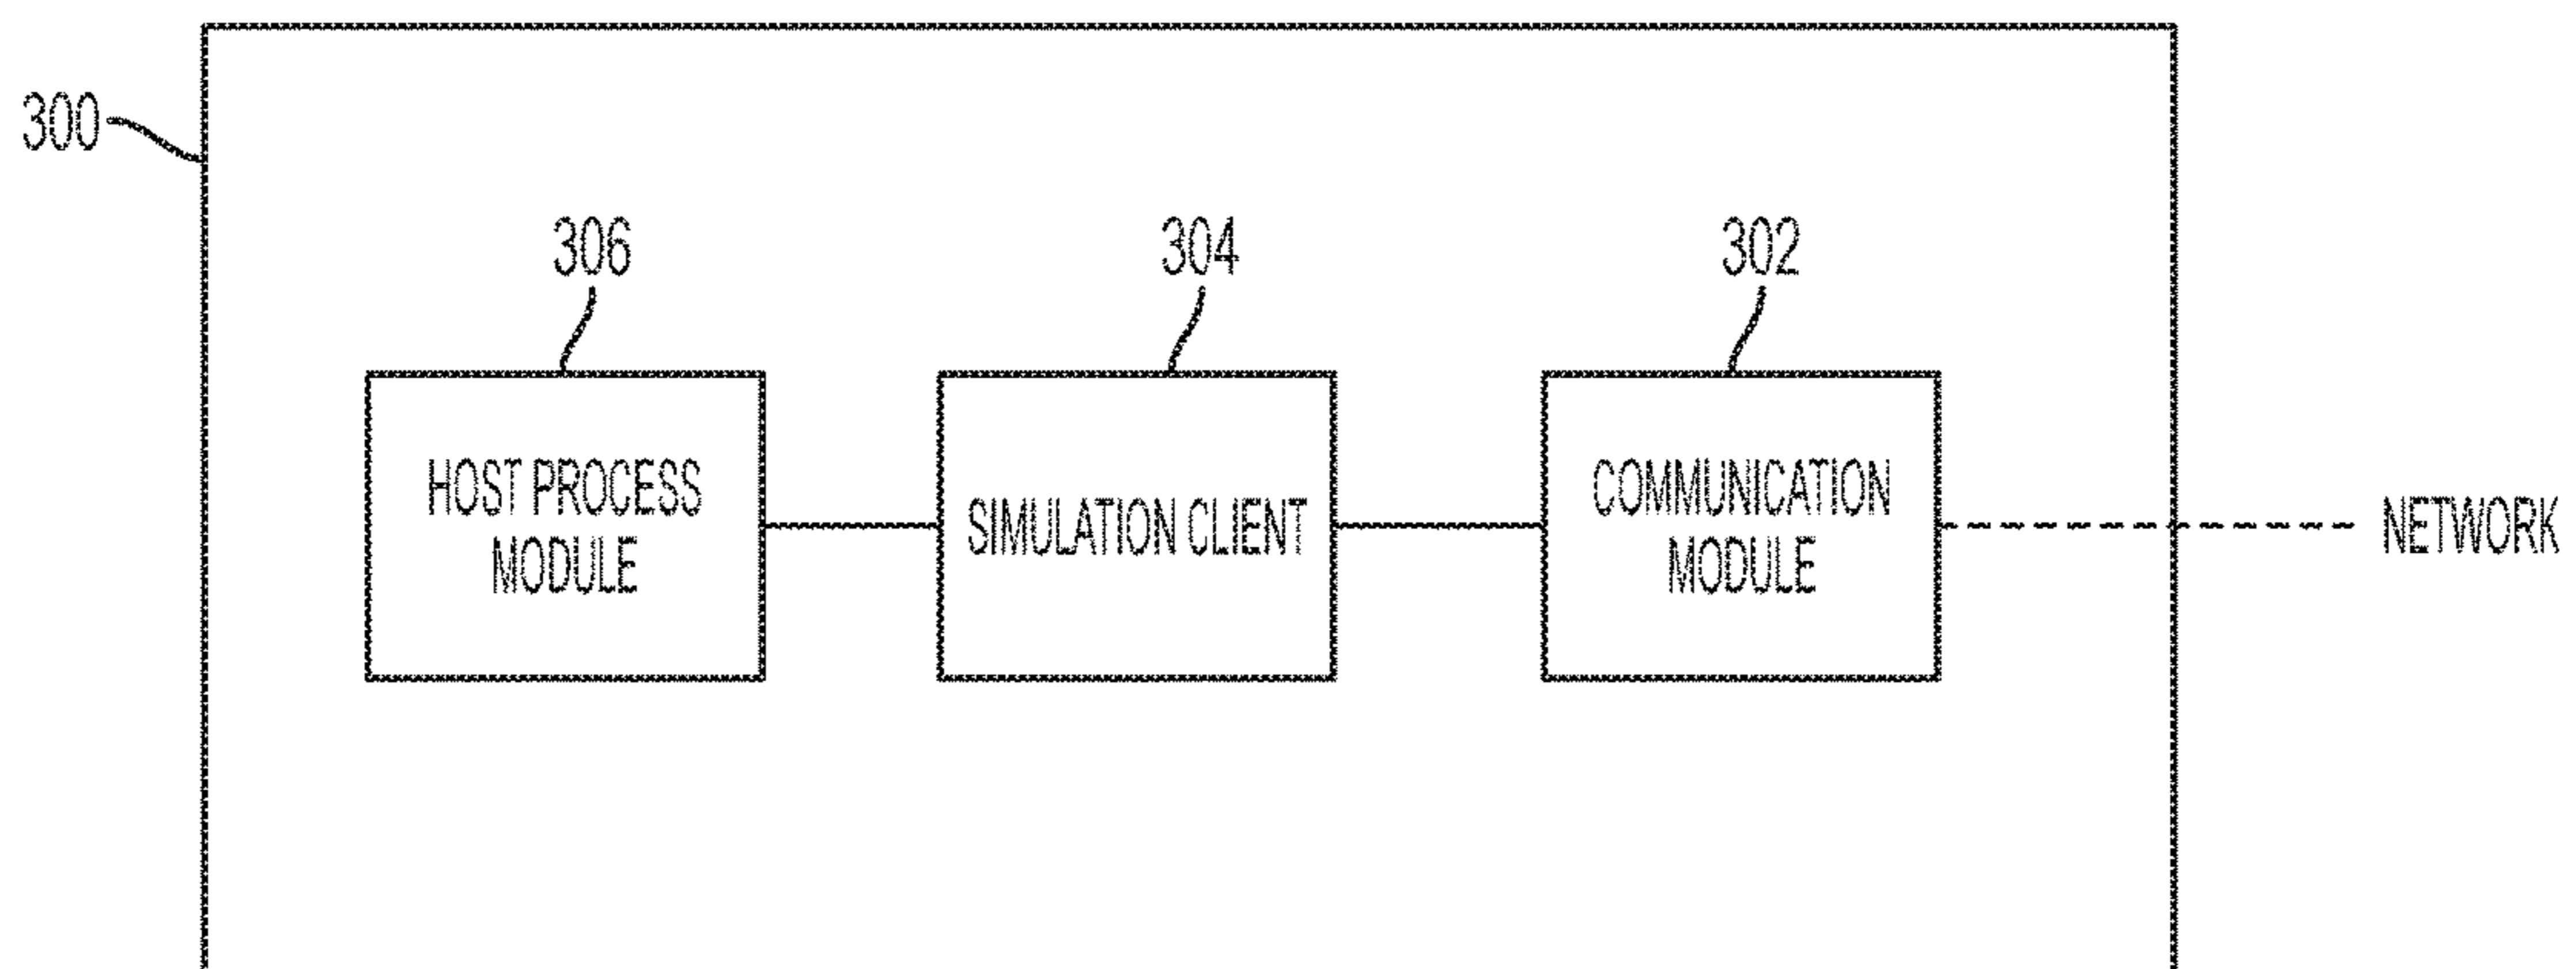 300
306
304
302
HOST PROCESS
MODULE
SIMULATION CLIENT
COMMUNICATION
MODULE
NETWORK